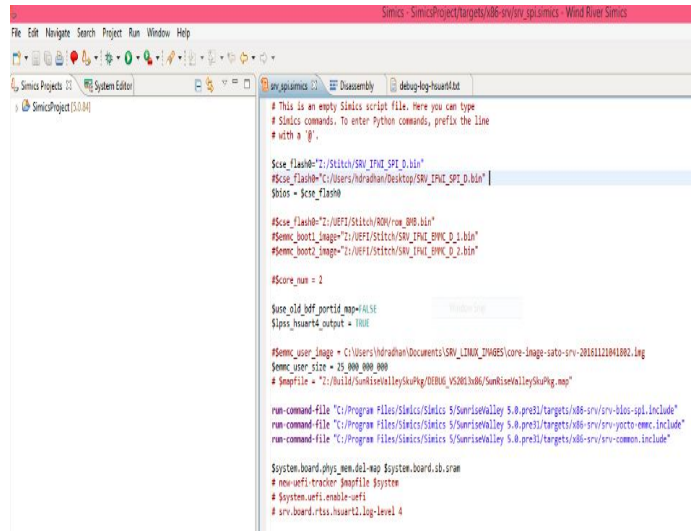 Simics - SimicsProject/targets/x86-srv/srv_spi.simics - Wind River Simics
File Edit Navigate Search Project Run Window Help
Simics Projects System Editor
srv_spi.simics Disassembly debug-log-hsuart4.txt
SimicsProject [5.0.84]
# This is an empty Simics script file. Here you can type
# Simics commands. To enter Python commands, prefix the line
# with a `@`.
$cse_flash0="Z:/Stitch/SRV_IFWI_SPI_D.bin"
#$cse_flash0="C:/Users/hdradhan/Desktop/SRV_IFWI_SPI_D.bin"
$bios = $cse_flash0
#$cse_flash0="Z:/UEFI/Stitch/ROM/rom_8MB.bin"
#$emmc_boot1_image="Z:/UEFI/Stitch/SRV_IFWI_EMMC_D_1.bin"
#$emmc_boot2_image="Z:/UEFI/Stitch/SRV_IFWI_EMMC_D_2.bin"
#$core_num = 2
$use_old_bdf_portid_map=FALSE
$lpss_hsuart4_output = TRUE
#$emmc_user_image = C:\Users\hdradhan\Documents\SRV_LINUX_IMAGES\core-image-sato-srv-20161121041802.img
$emmc_user_size = 25_000_000_000
# $mapfile = "Z:/Build/SunRiseValleySkuPkg/DEBUG_VS2013x86/SunRiseValleySkuPkg.map"
run-command-file "C:/Program Files/Simics/Simics 5/SunriseValley 5.0.pre31/targets/x86-srv/srv-bios-spi.include"
run-command-file "C:/Program Files/Simics/Simics 5/SunriseValley 5.0.pre31/targets/x86-srv/srv-yocto-emmc.include"
run-command-file "C:/Program Files/Simics/Simics 5/SunriseValley 5.0.pre31/targets/x86-srv/srv-common.include"
$system.board.phys_mem.del-map $system.board.sb.sram
# new-uefi-tracker $mapfile $system
# $system.uefi.enable-uefi
# srv.board.rtss.hsuart2.log-level 4